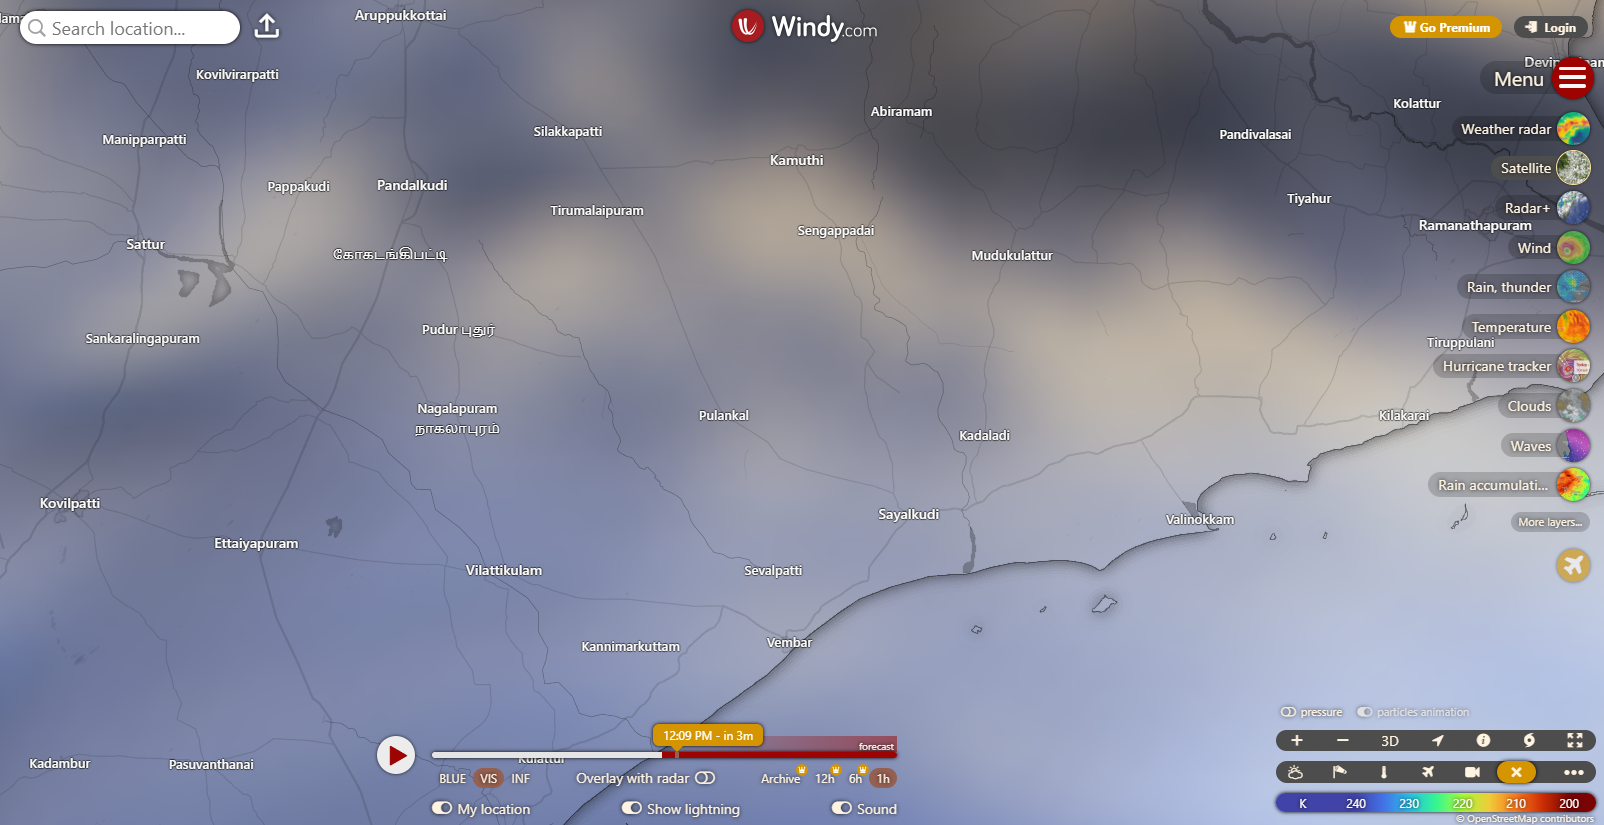 Aruppukkottai
Search location...
Windy.com
Go Premium
Login
Kovilvirarpatti
Menu
Kolattur
Abiramam
Manipparpatti
Silakkapatti
Weather radar
Pandivalasai
Kamuthi
Satellite
Pappakudi
Pandalkudi
Tiyahur
Tirumalaipuram
Radar+
Ramanathapuram
Sengappadai
Sattur
Wind
கோகடங்கிபட்டி
Mudukulattur
Rain, thunder
Temperature
Pudur புதுர்
Sankaralingapuram
Tiruppulani
Hurricane tracker
Clouds
Nagalapuram
நாகலாபுரம்
Pulankal
Kilakarai
Kadaladi
Waves
Rain accumulati...
Kovilpatti
Sayalkudi
Valinokkam
More layers...
Ettaiyapuram
Vilattikulam
Sevalpatti
Vembar
Kannimarkuttam
pressure
particles animation
12:09 PM - in 3m
forecast
3D
Kadambur
Pasuvanthanai
BLUE VIS INF
Overlay with radar
Archive 12h 6h 1h
My location
Show lightning
Sound
K 240 230 220 210 200
© OpenStreetMap contributors